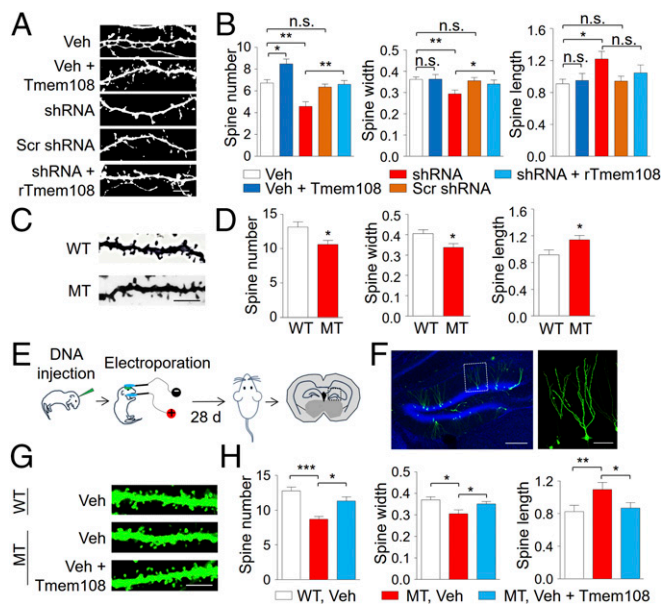 A
Veh
Veh +
Tmem108
shRNA
Scr shRNA
shRNA +
rTmem108
B
n.s.
**
*
**
Spine number
10
8
6
4
2
0
n.s.
**
n.s.
*
Spine width
0.5
0.4
0.3
0.2
0.1
0.0
n.s.
*
n.s.
n.s.
Spine length
1.6
1.2
0.8
0.4
0.0
Veh
shRNA
shRNA + rTmem108
Veh + Tmem108
Scr shRNA
C
WT
MT
D
Spine number
15
10
5
0
*
WT MT
Spine width
0.6
0.4
0.2
0.0
*
WT MT
Spine length
1.6
1.2
0.8
0.4
0.0
*
WT MT
E
DNA
injection
Electroporation
28 d
F
G
WT
Veh
MT
Veh
Veh +
Tmem108
H
***
*
Spine number
15
10
5
0
*
*
Spine width
0.5
0.4
0.3
0.2
0.1
0.0
**
*
Spine length
1.6
1.2
0.8
0.4
0.0
WT, Veh
MT, Veh
MT, Veh + Tmem108